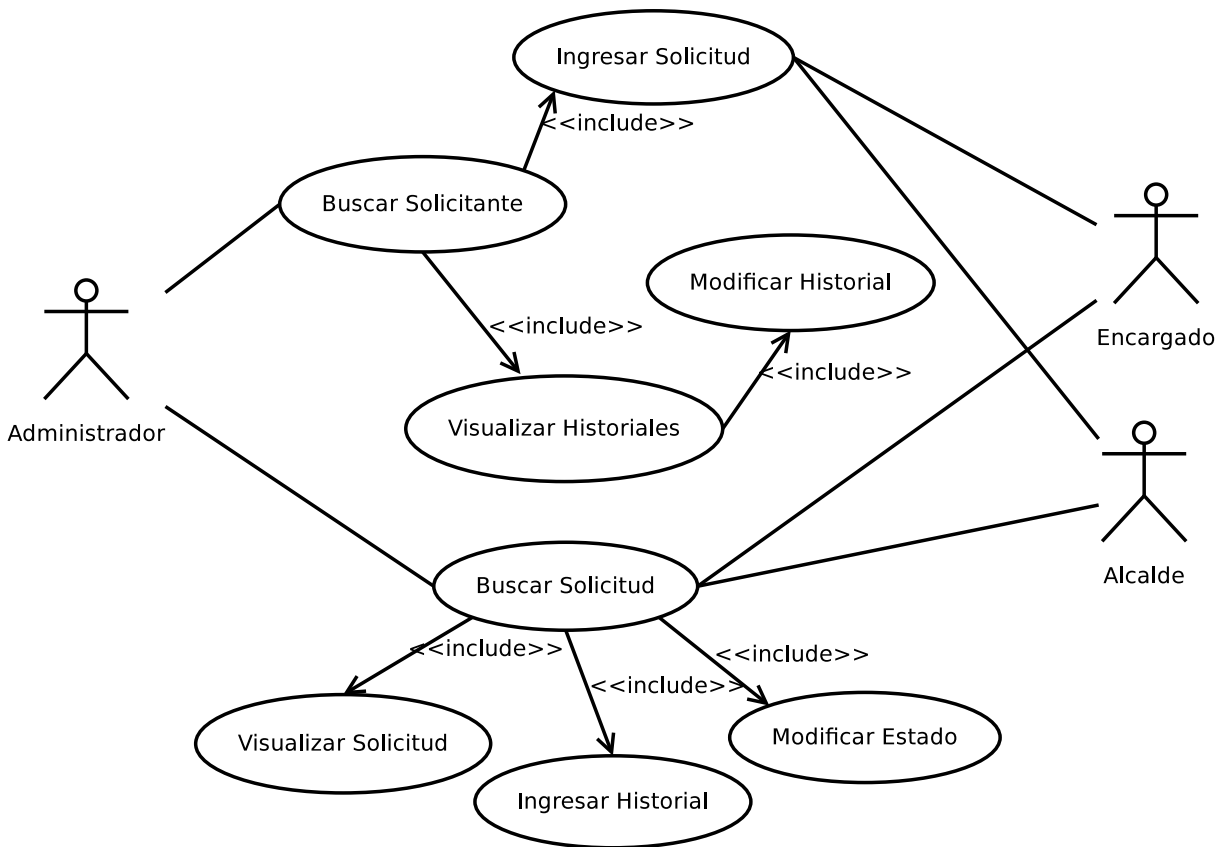 Ingresar Solicitud
<<include>>
Buscar Solicitante
Modificar Historial
<<include>>
Encargado
<<include>>
Administrador
Visualizar Historiales
Alcalde
Buscar Solicitud
<<include>>
<<include>>
<<include>>
Visualizar Solicitud
Modificar Estado
Ingresar Historial